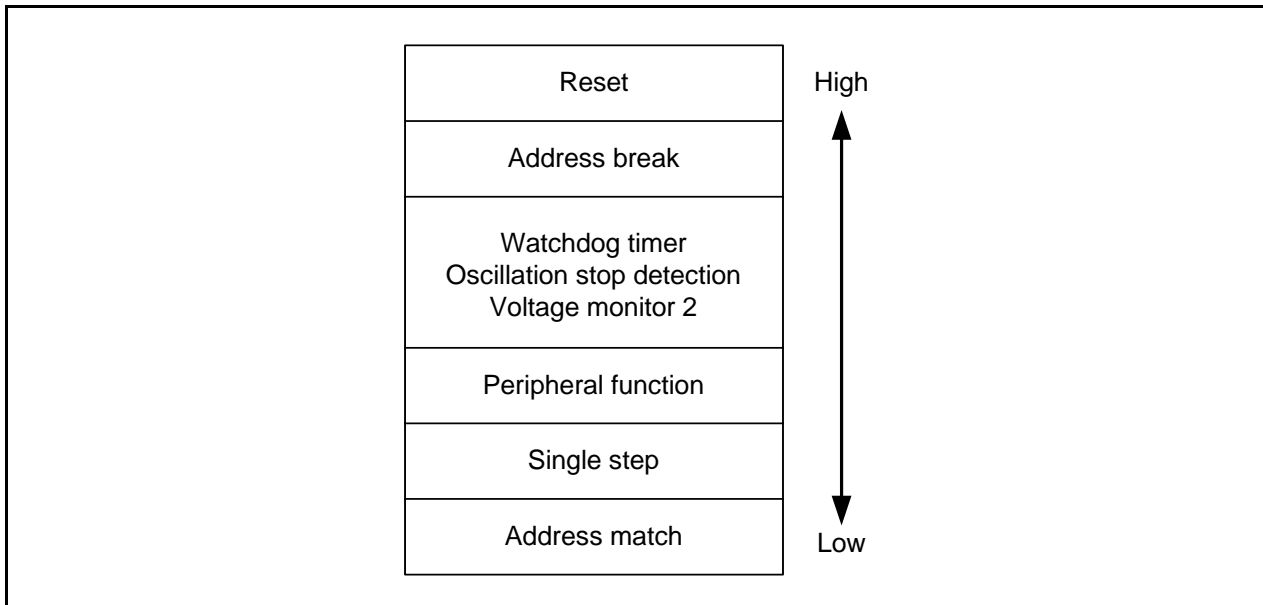 Reset
High
Address break
Watchdog timer
Oscillation stop detection
Voltage monitor 2
Peripheral function
Single step
Address match
Low